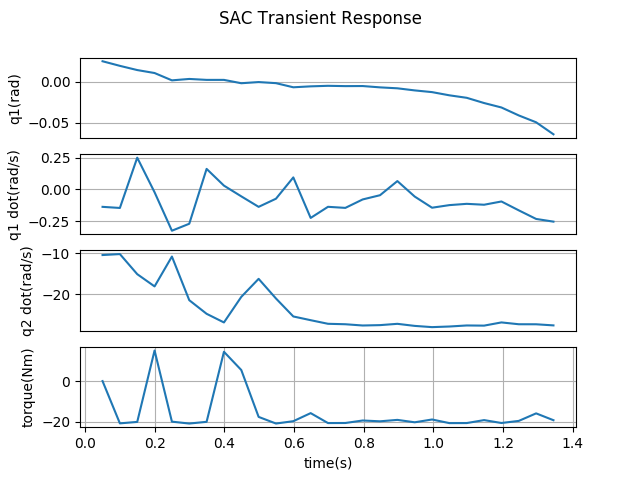 SAC Transient Response
q1(rad)
0.00
−0.05
q1 dot(rad/s)
0.25
0.00
−0.25
q2 dot(rad/s)
−10
−20
torque(Nm)
0
−20
0.0 0.2 0.4 0.6 0.8 1.0 1.2 1.4
time(s)